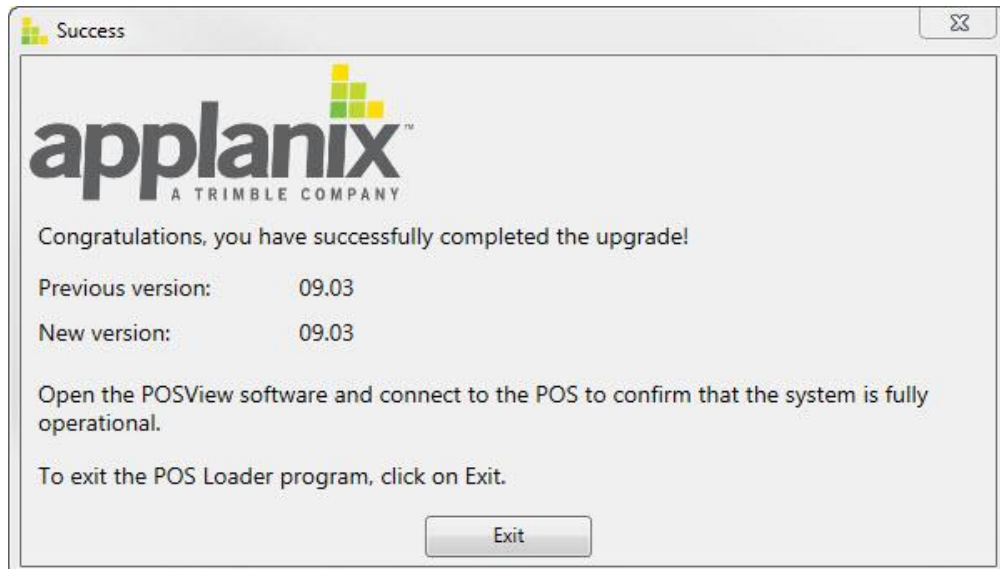 Success
applanix™
A TRIMBLE COMPANY
Congratulations, you have successfully completed the upgrade!
Previous version: 09.03
New version: 09.03
Open the POSView software and connect to the POS to confirm that the system is fully
operational.
To exit the POS Loader program, click on Exit.
Exit